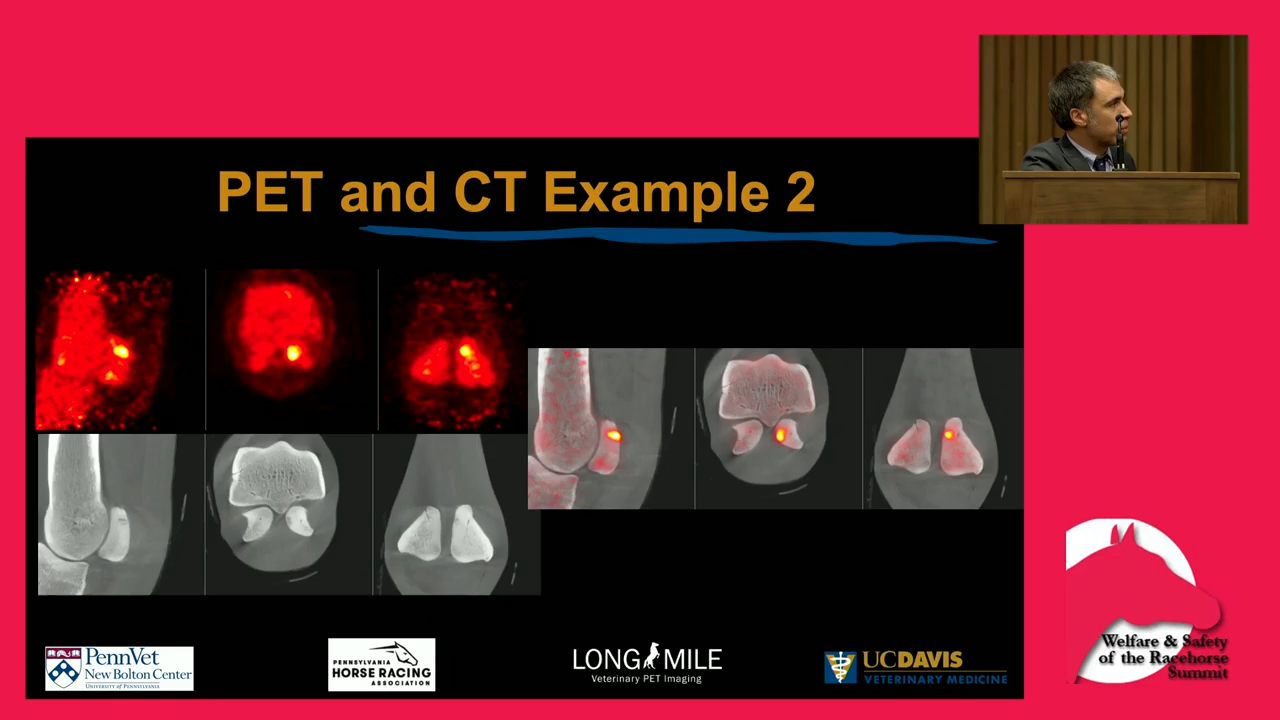 PET and CT Example 2
PennVet
New Bolton Center
UNIVERSITY OF PENNSYLVANIA
PENNSYLVANIA
HORSE RACING
ASSOCIATION
LONG MILE
Veterinary PET Imaging
UCDAVIS
VETERINARY MEDICINE
Welfare & Safety
of the Racehorse
Summit